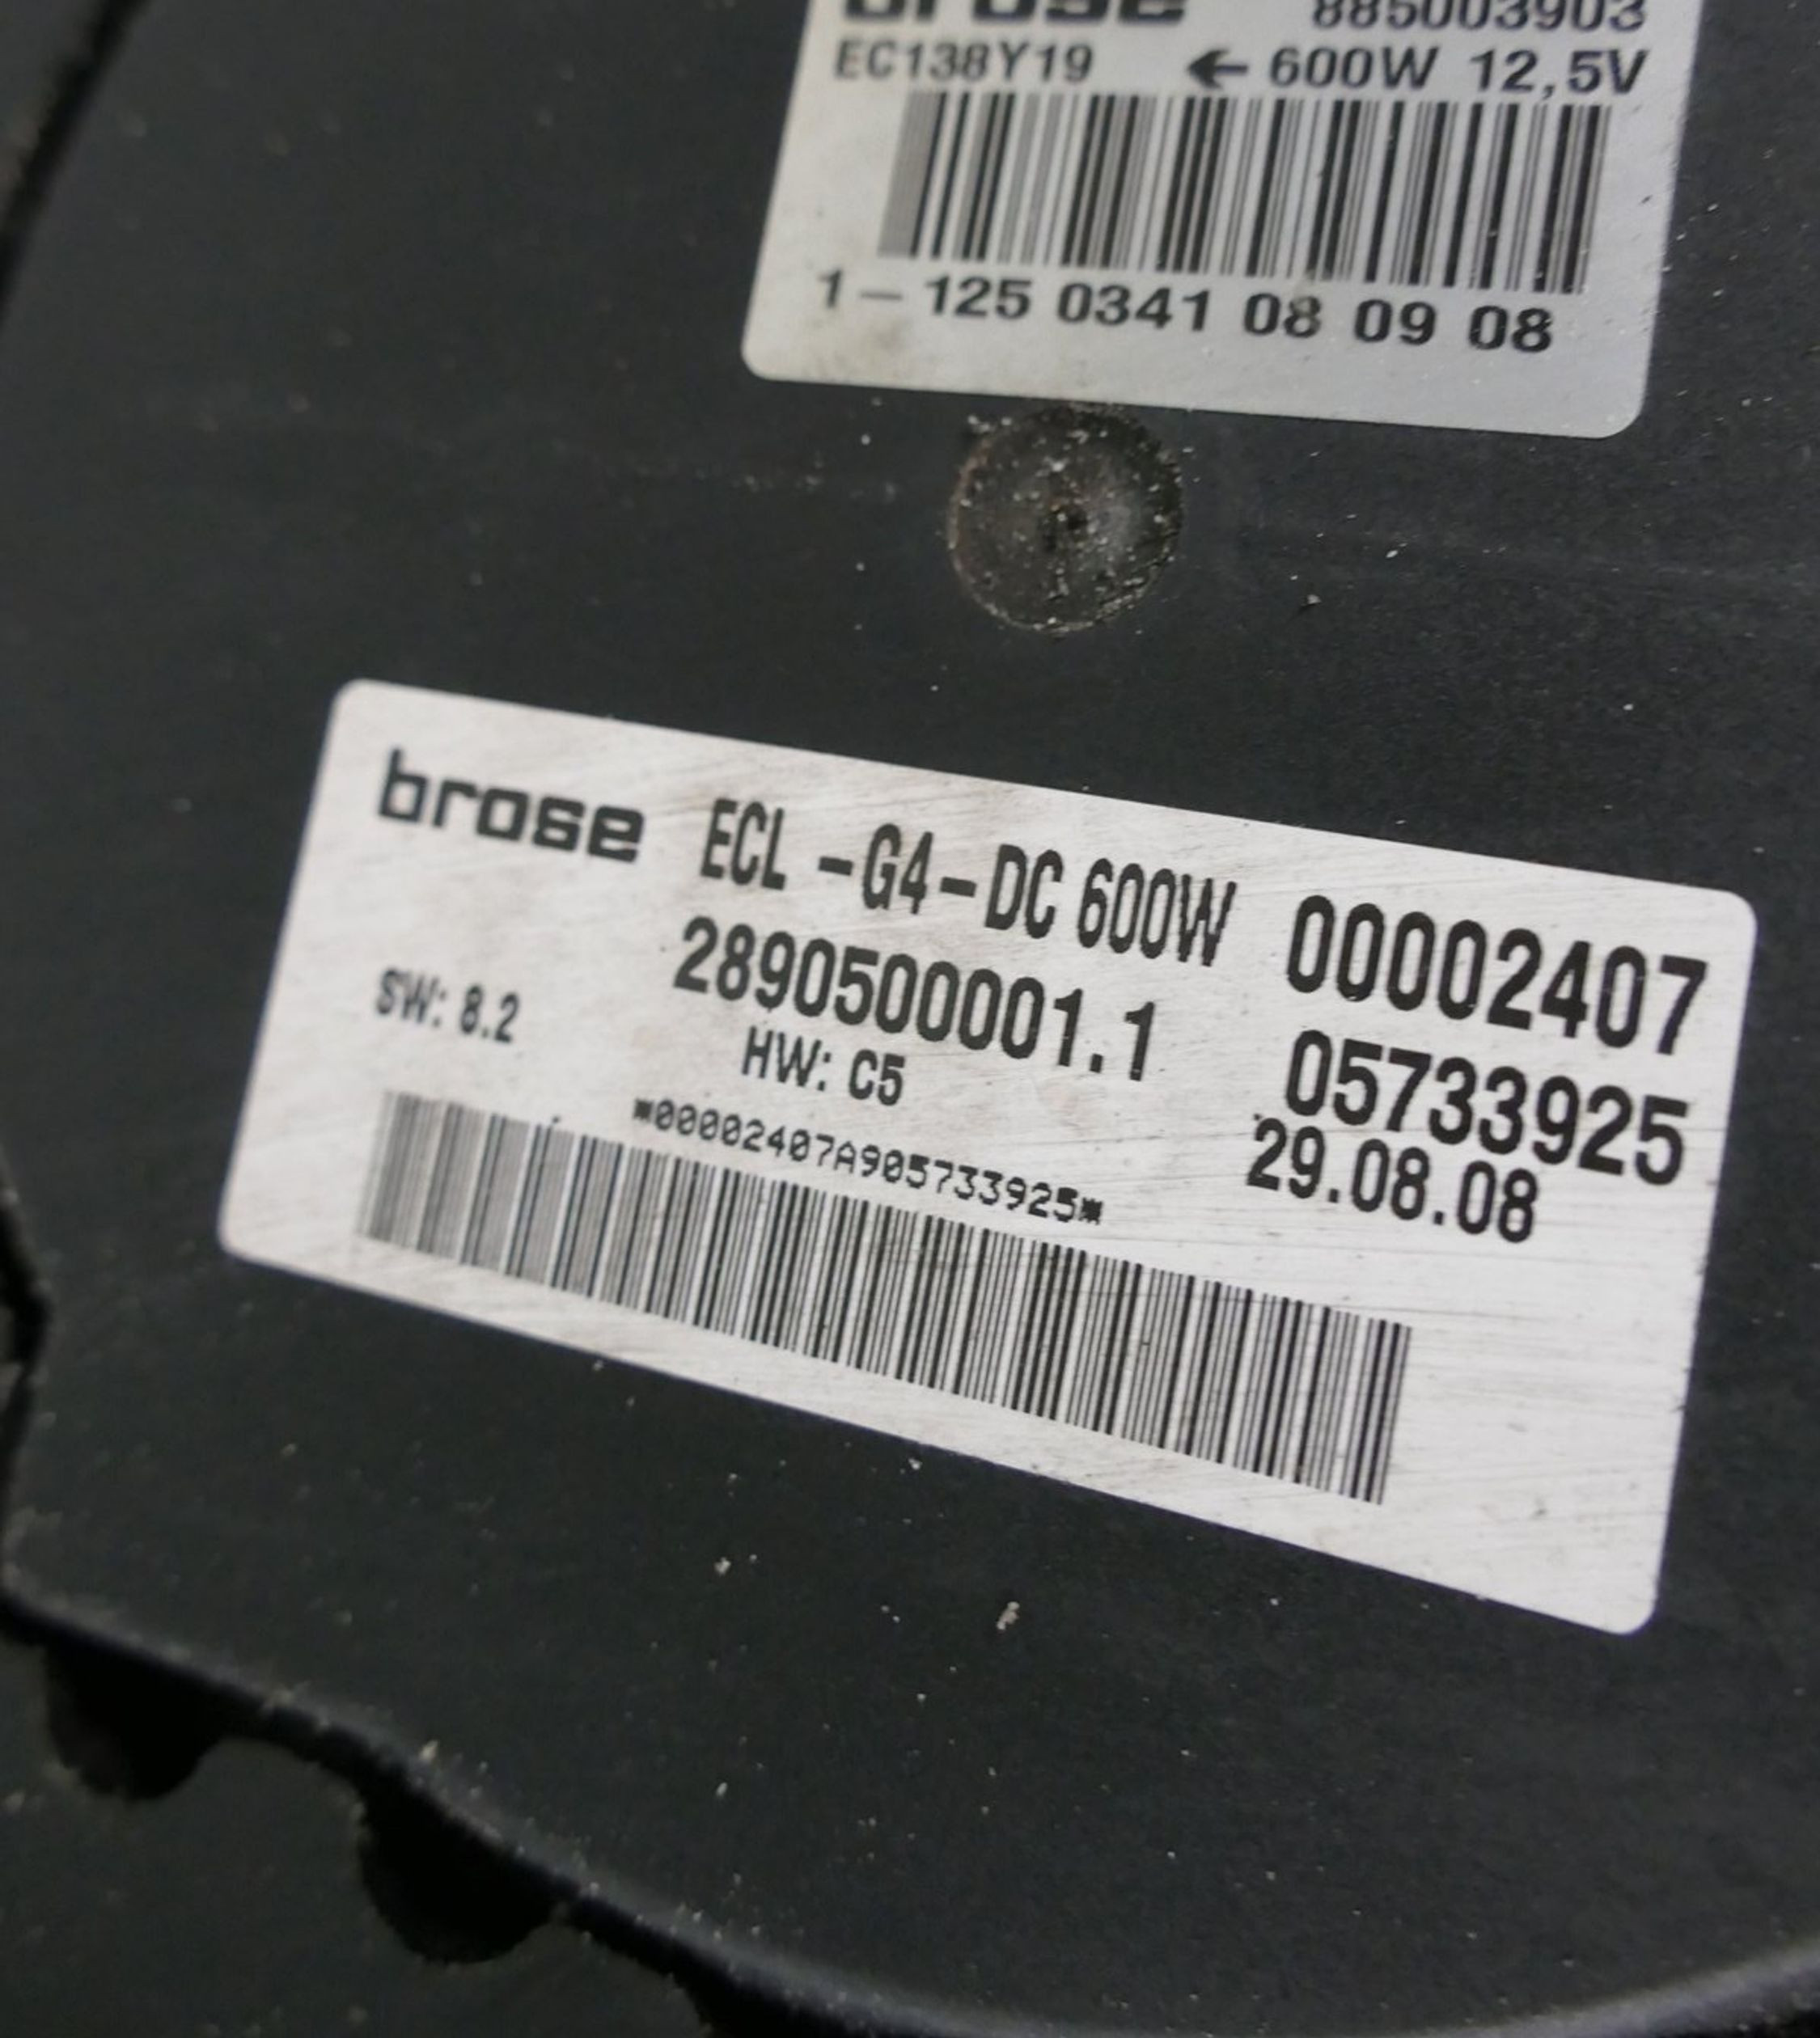 brose 885003903
EC138Y19 ← 600W 12,5V
1– 125 0341 08 09 08
brose ECL -G4-DC 600W 00002407
2890500001.1 05733925
SW: 8.2 HW: C5 29.08.08
*00002407A905733925*